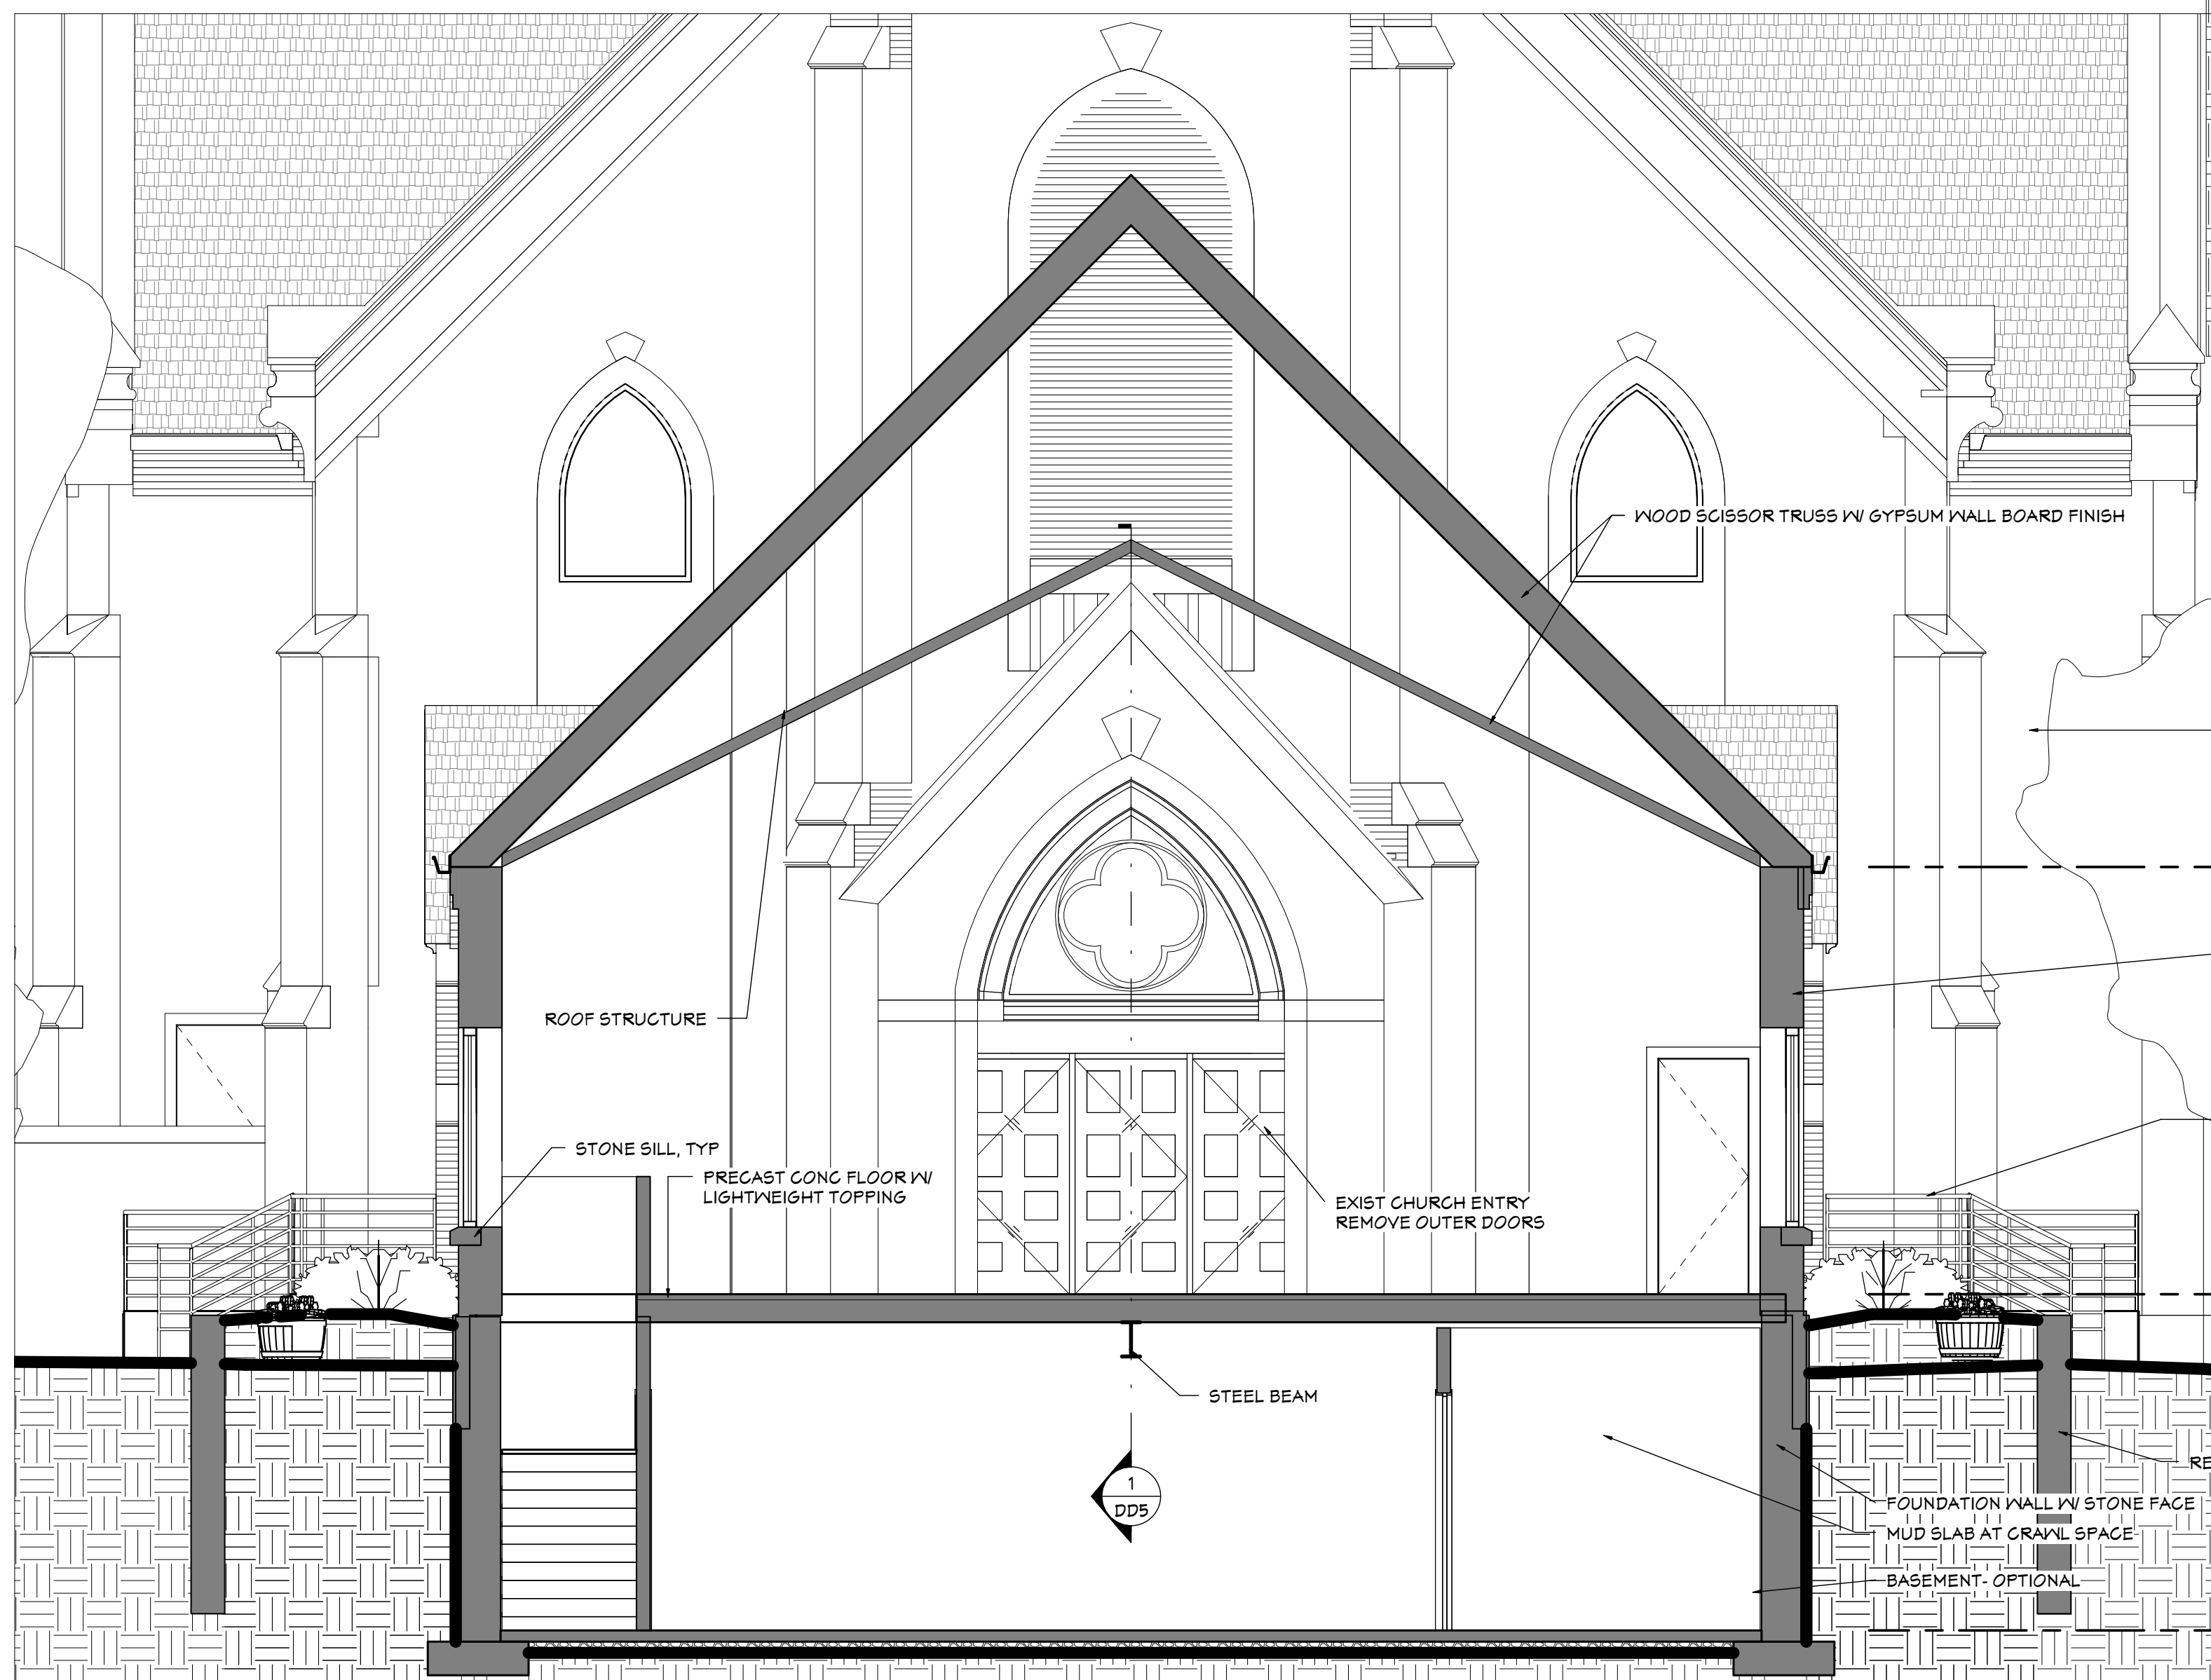 WOOD SCISSOR TRUSS W/ GYPSUM WALL BOARD FINISH
ROOF STRUCTURE
STONE SILL, TYP
PRECAST CONC FLOOR W/
LIGHTWEIGHT TOPPING
EXIST CHURCH ENTRY
REMOVE OUTER DOORS
STEEL BEAM
1
DD5
RE
FOUNDATION WALL W/ STONE FACE
MUD SLAB AT CRAWL SPACE
BASEMENT- OPTIONAL